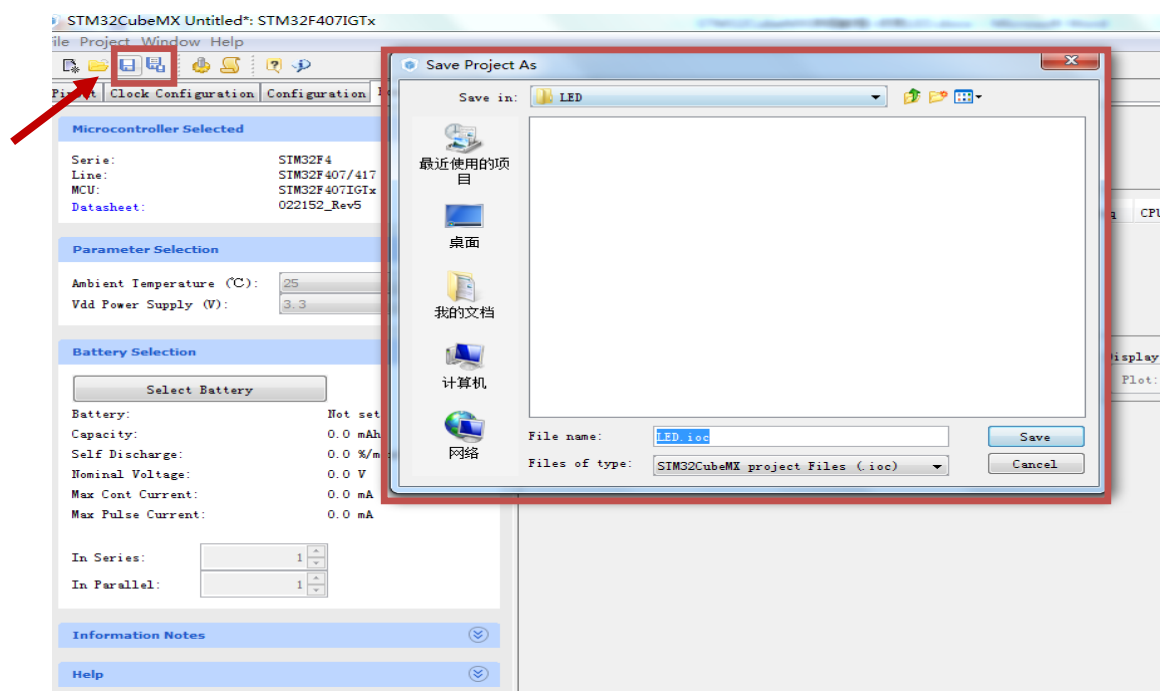 STM32CubeMX Untitled*: STM32F407IGTx
ile Project Window Help
Clock Configuration Configuration
Save Project As
Save in: LED
Microcontroller Selected
Serie: STM32F4
Line: STM32F407/417
MCU: STM32F407IGTx
Datasheet: 022152_Rev5
最近使用的项
目
桌面
我的文档
计算机
网络
CPU
Parameter Selection
Ambient Temperature (℃): 25
Vdd Power Supply (V): 3.3
Battery Selection
Select Battery
Battery: Not set
Capacity: 0.0 mAh
Self Discharge: 0.0 %/m
Nominal Voltage: 0.0 V
Max Cont Current: 0.0 mA
Max Pulse Current: 0.0 mA
In Series: 1
In Parallel: 1
Information Notes
Help
File name: LED.ioc Save
Files of type: STM32CubeMX project Files (.ioc) Cancel
isplay
Plot: